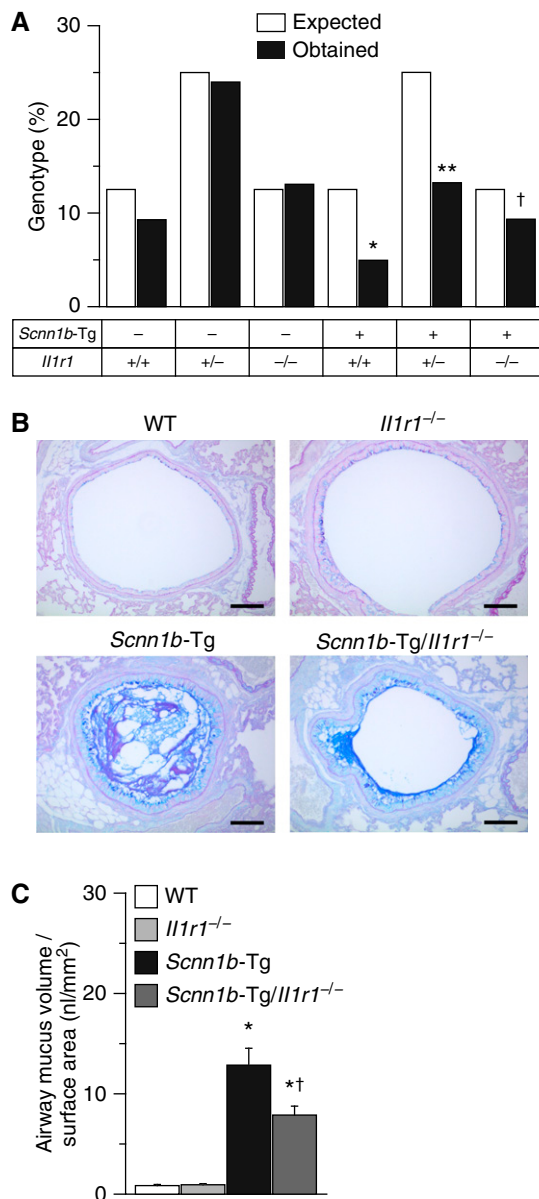 A
30
20
10
0
Genotype (%)
Expected
Obtained
*
**
†
Scnn1b-Tg – – – + + +
Il1r1 +/+ +/– –/– +/+ +/– –/–
B
WT Il1r1–/–
Scnn1b-Tg Scnn1b-Tg/Il1r1–/–
C
30
20
10
0
Airway mucus volume /
surface area (nl/mm2)
WT
Il1r1–/–
Scnn1b-Tg
Scnn1b-Tg/Il1r1–/–
*
*†